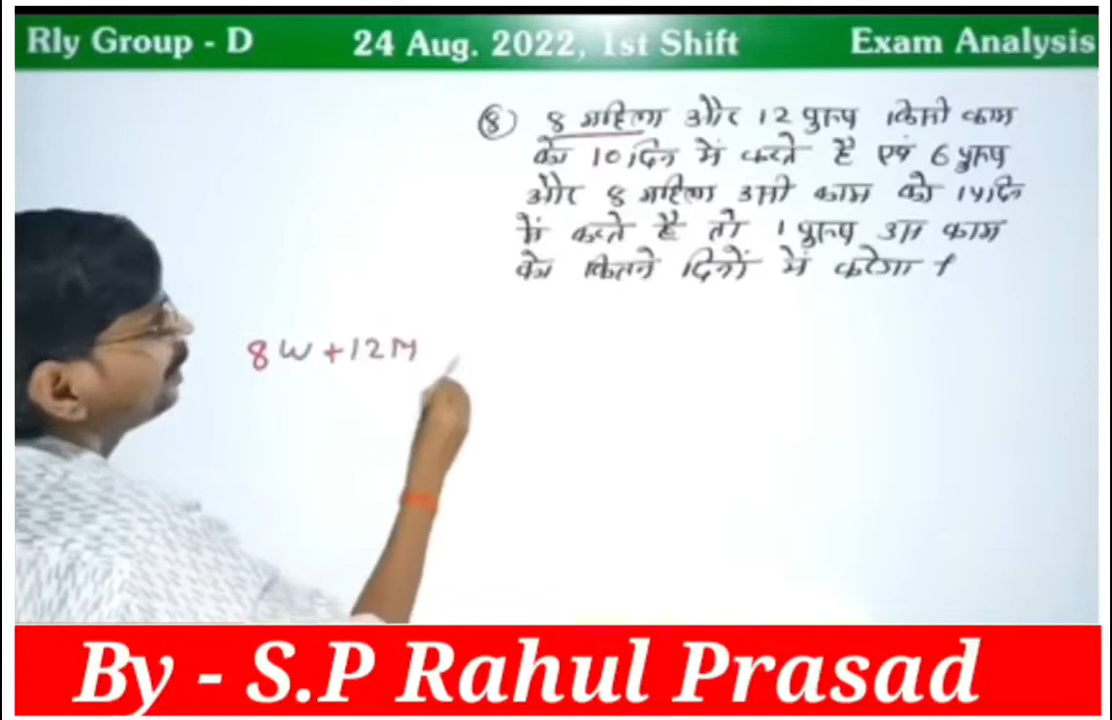 Rly Group - D 24 Aug. 2022, 1st Shift Exam Analysis
⑧ 8 महिला और 12 पुरुष किसी काम
को 10 दिन में करते है एवं 6 पुरुष
और 8 महिला उसी काम को 14 दिन
में करते है तो 1 पुरुष उस काम
को कितने दिनों में करेगा ?
8W+12M
By - S.P Rahul Prasad